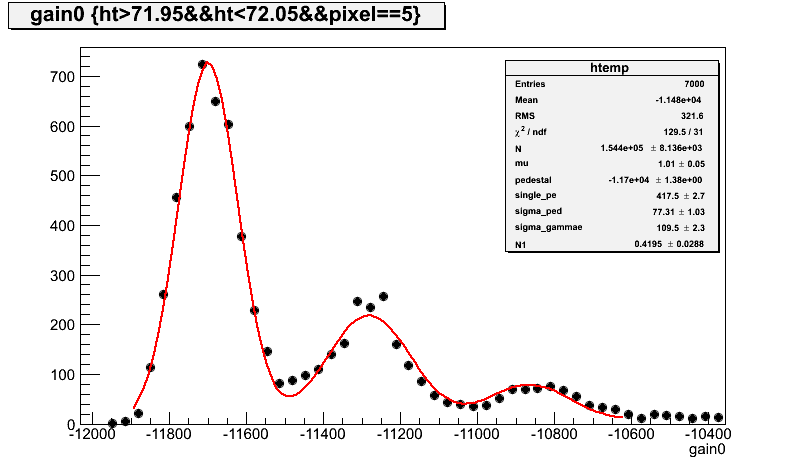 gain0 {ht>71.95&&ht<72.05&&pixel==5}
htemp
Entries 7000
Mean -1.148e+04
RMS 321.6
χ² / ndf 129.5 / 31
N 1.544e+05 ± 8.136e+03
mu 1.01 ± 0.05
pedestal -1.17e+04 ± 1.38e+00
single_pe 417.5 ± 2.7
sigma_ped 77.31 ± 1.03
sigma_gammae 109.5 ± 2.3
N1 0.4195 ± 0.0288
700
600
500
400
300
200
100
0
-12000 -11800 -11600 -11400 -11200 -11000 -10800 -10600 -10400
gain0